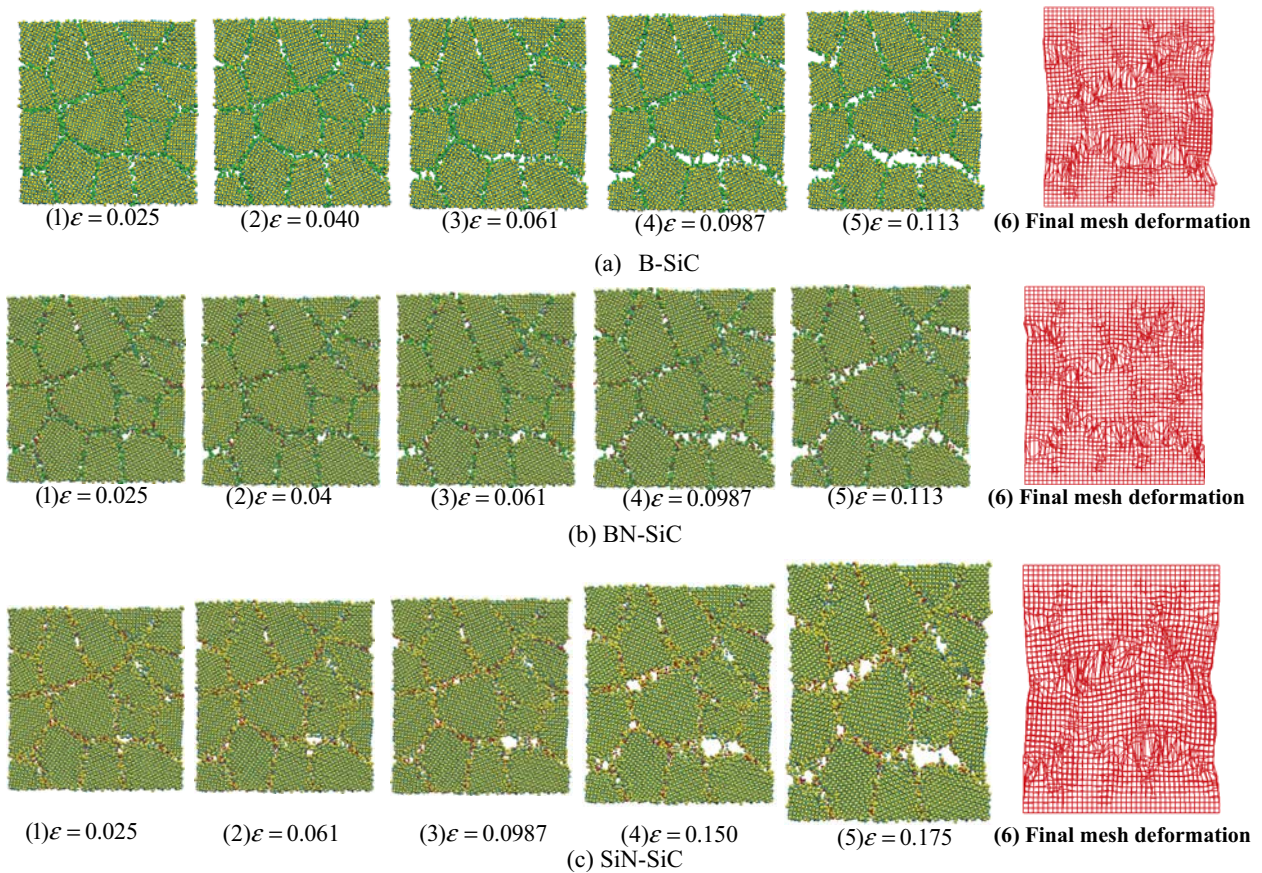 (1)ε = 0.025 (2)ε = 0.040 (3)ε = 0.061 (4)ε = 0.0987 (5)ε = 0.113 (6) Final mesh deformation
(a) B-SiC
(1)ε = 0.025 (2)ε = 0.04 (3)ε = 0.061 (4)ε = 0.0987 (5)ε = 0.113 (6) Final mesh deformation
(b) BN-SiC
(1)ε = 0.025 (2)ε = 0.061 (3)ε = 0.0987 (4)ε = 0.150 (5)ε = 0.175 (6) Final mesh deformation
(c) SiN-SiC